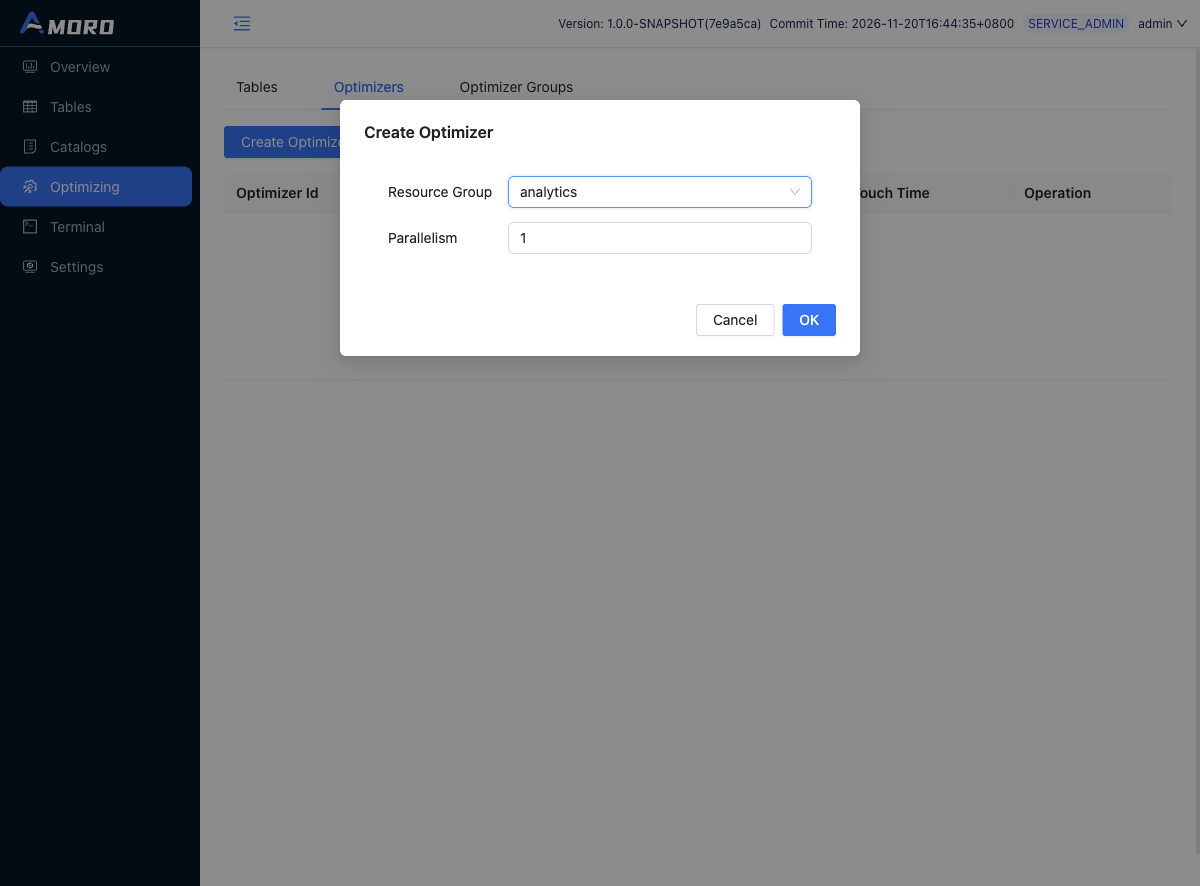 AMORO
Version: 1.0.0-SNAPSHOT(7e9a5ca) Commit Time: 2026-11-20T16:44:35+0800 SERVICE_ADMIN admin
Overview
Tables
Catalogs
Optimizing
Terminal
Settings
Tables Optimizers Optimizer Groups
Create Optimize
Optimizer Id ouch Time Operation
Create Optimizer
Resource Group analytics
Parallelism 1
Cancel OK